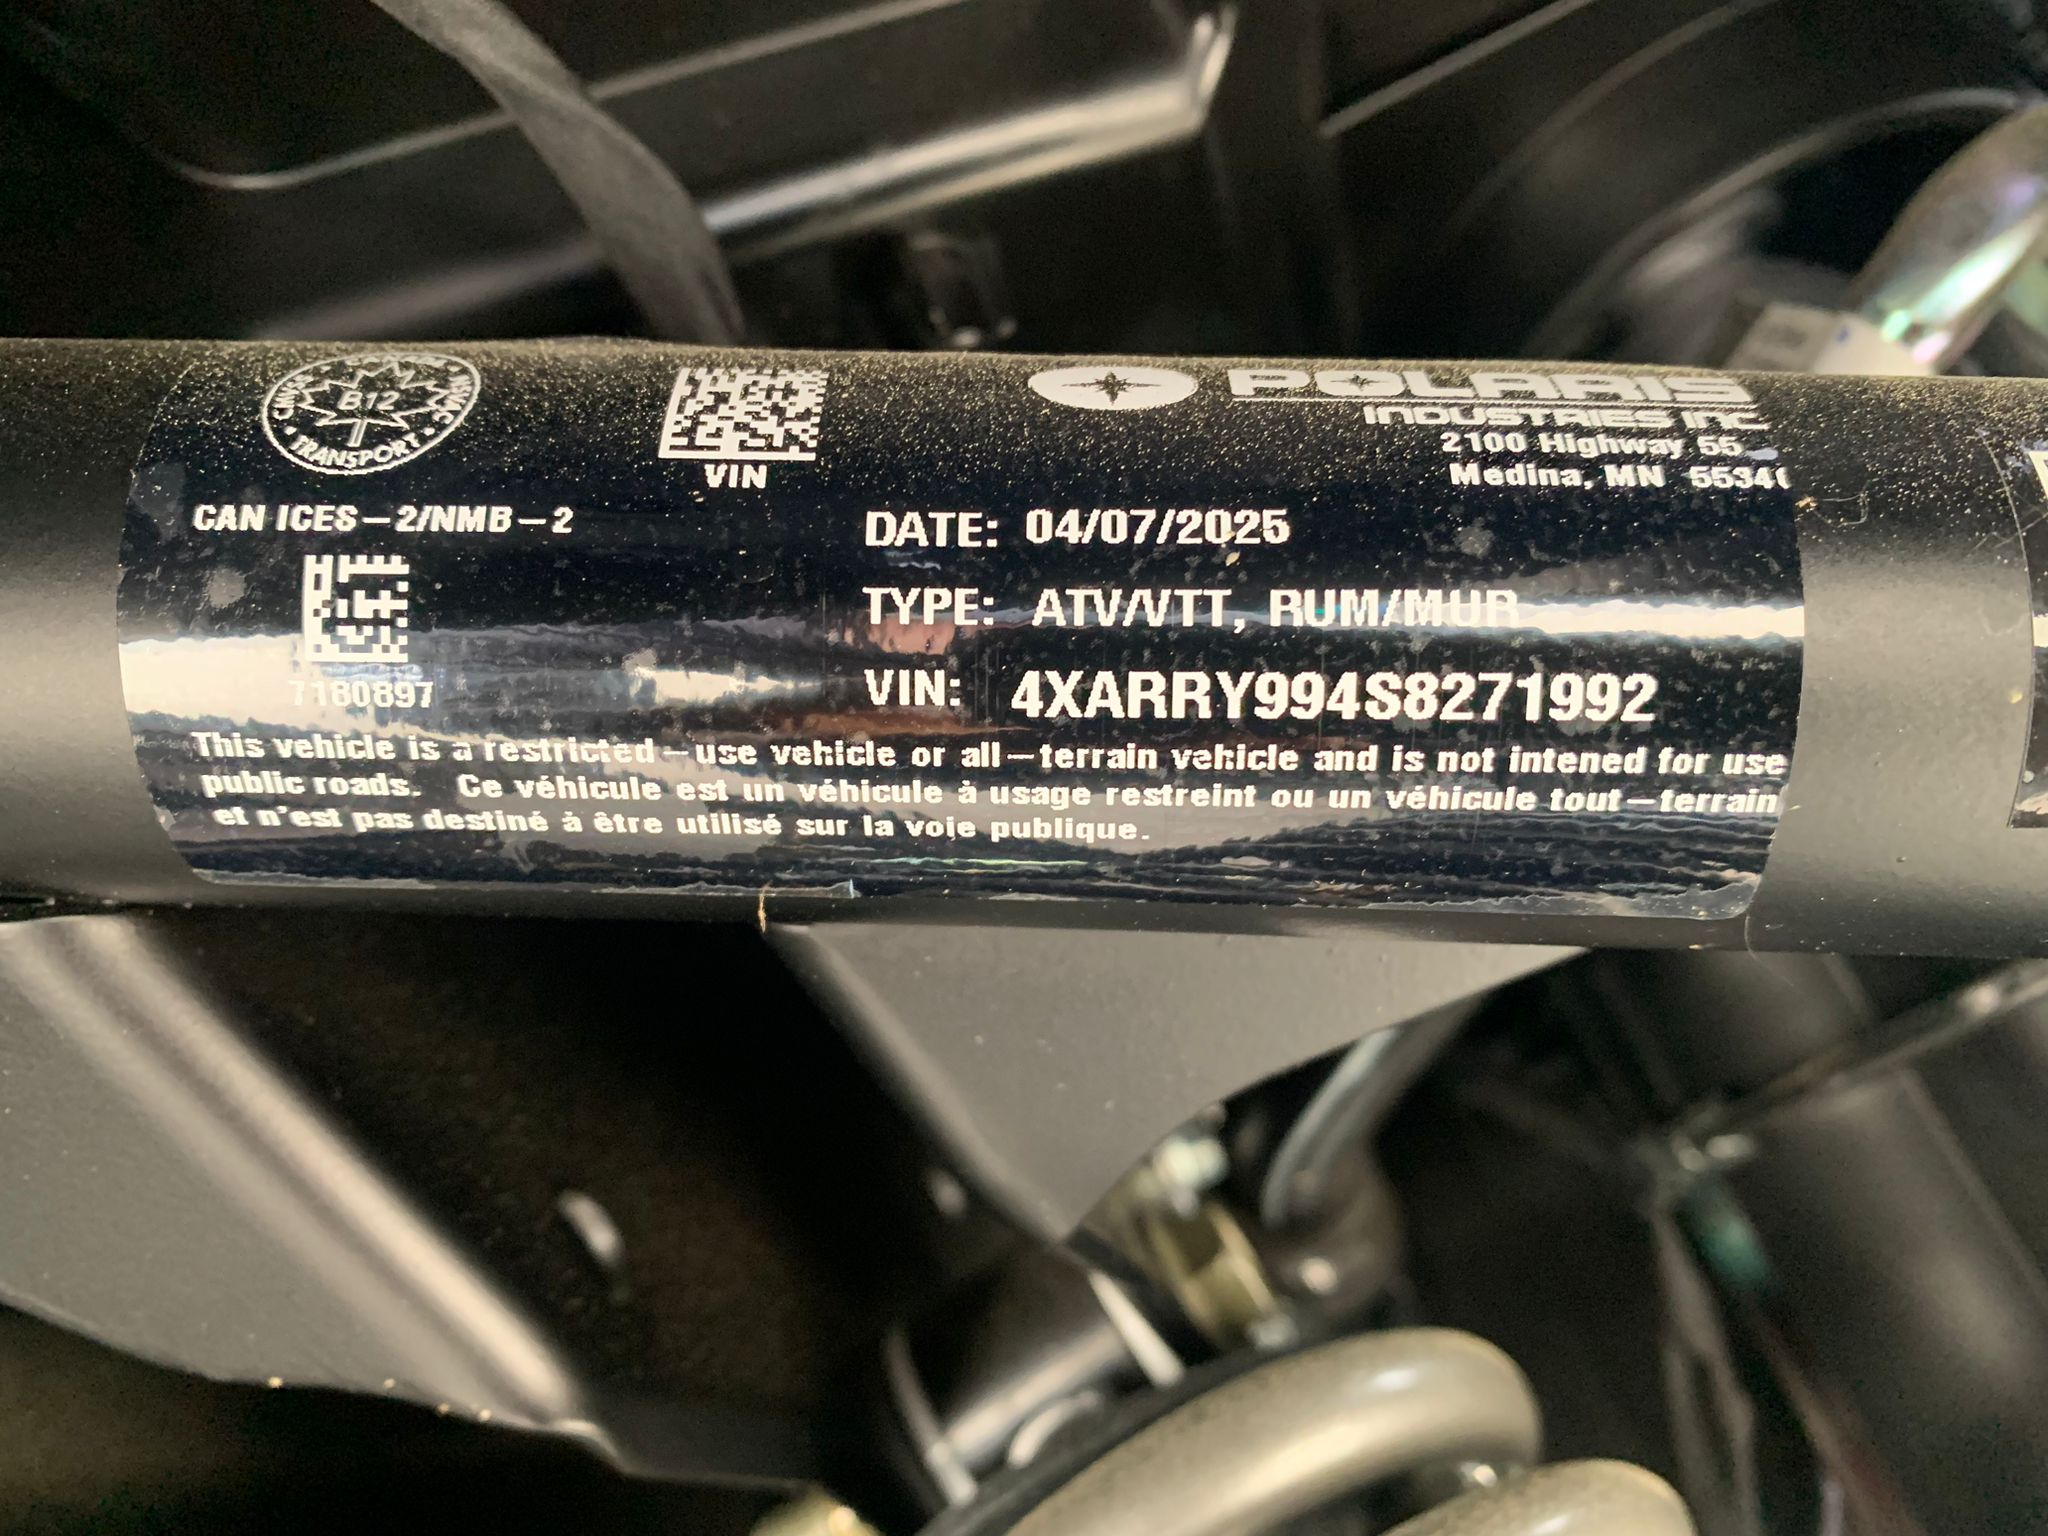 B12
TRANSPORT
VIN
POLARIS
INDUSTRIES INC
2100 Highway 55
Medina, MN
CAN ICES-2/NMB-2
DATE: 04/07/2025
TYPE: ATV/VTT, RUM/MUR
7180897
VIN: 4XARRY994S8271992
This vehicle is a restricted-use vehicle or all-terrain vehicle and is not intened for use
public roads. Ce véhicule est un véhicule à usage restreint ou un véhicule tout-terrain
et n'est pas destiné à être utilisé sur la voie publique.